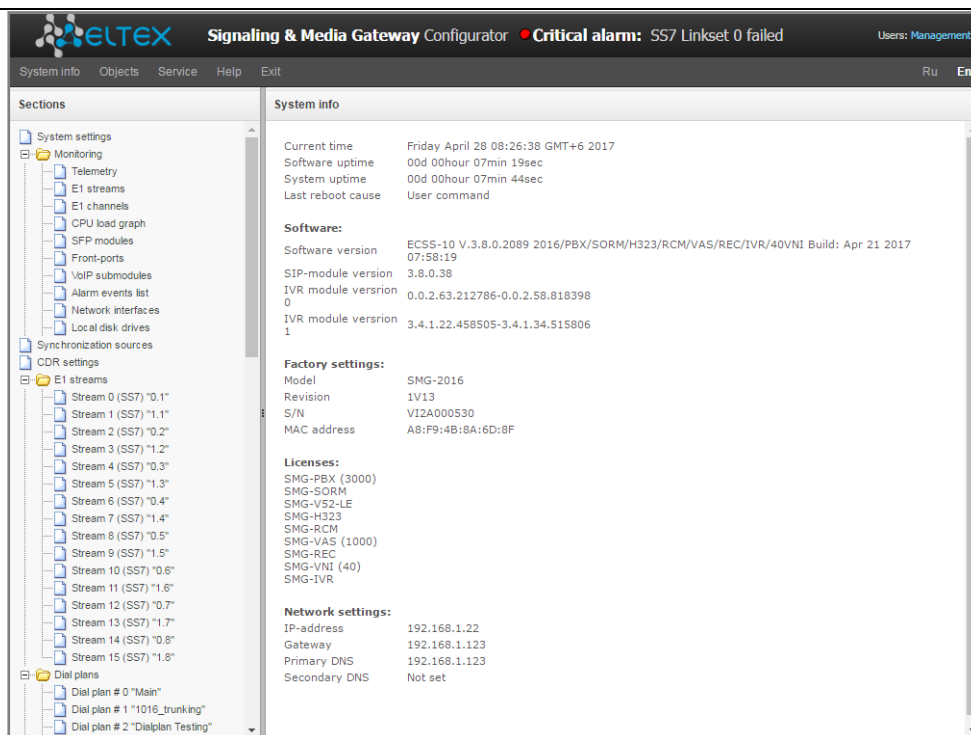 ELTEX Signaling & Media Gateway Configurator Critical alarm: SS7 Linkset 0 failed Users: Management
System info Objects Service Help Exit Ru En
Sections
System settings
Monitoring
Telemetry
E1 streams
E1 channels
CPU load graph
SFP modules
Front-ports
VoIP submodules
Alarm events list
Network interfaces
Local disk drives
Synchronization sources
CDR settings
E1 streams
Stream 0 (SS7) "0.1"
Stream 1 (SS7) "1.1"
Stream 2 (SS7) "0.2"
Stream 3 (SS7) "1.2"
Stream 4 (SS7) "0.3"
Stream 5 (SS7) "1.3"
Stream 6 (SS7) "0.4"
Stream 7 (SS7) "1.4"
Stream 8 (SS7) "0.5"
Stream 9 (SS7) "1.5"
Stream 10 (SS7) "0.6"
Stream 11 (SS7) "1.6"
Stream 12 (SS7) "0.7"
Stream 13 (SS7) "1.7"
Stream 14 (SS7) "0.8"
Stream 15 (SS7) "1.8"
Dial plans
Dial plan # 0 "Main"
Dial plan # 1 "1016_trunking"
Dial plan # 2 "Dialplan Testing"
System info
Current time Friday April 28 08:26:38 GMT+6 2017
Software uptime 00d 00hour 07min 19sec
System uptime 00d 00hour 07min 44sec
Last reboot cause User command
Software:
Software version ECSS-10 V.3.8.0.2089 2016/PBX/SORM/H323/RCM/VAS/REC/IVR/40VNI Build: Apr 21 2017
07:58:19
SIP-module version 3.8.0.38
IVR module versrion
0 0.0.2.63.212786-0.0.2.58.818398
IVR module versrion
1 3.4.1.22.458505-3.4.1.34.515806
Factory settings:
Model SMG-2016
Revision 1V13
S/N VI2A000530
MAC address A8:F9:4B:8A:6D:8F
Licenses:
SMG-PBX (3000)
SMG-SORM
SMG-V52-LE
SMG-H323
SMG-RCM
SMG-VAS (1000)
SMG-REC
SMG-VNI (40)
SMG-IVR
Network settings:
IP-address 192.168.1.22
Gateway 192.168.1.123
Primary DNS 192.168.1.123
Secondary DNS Not set